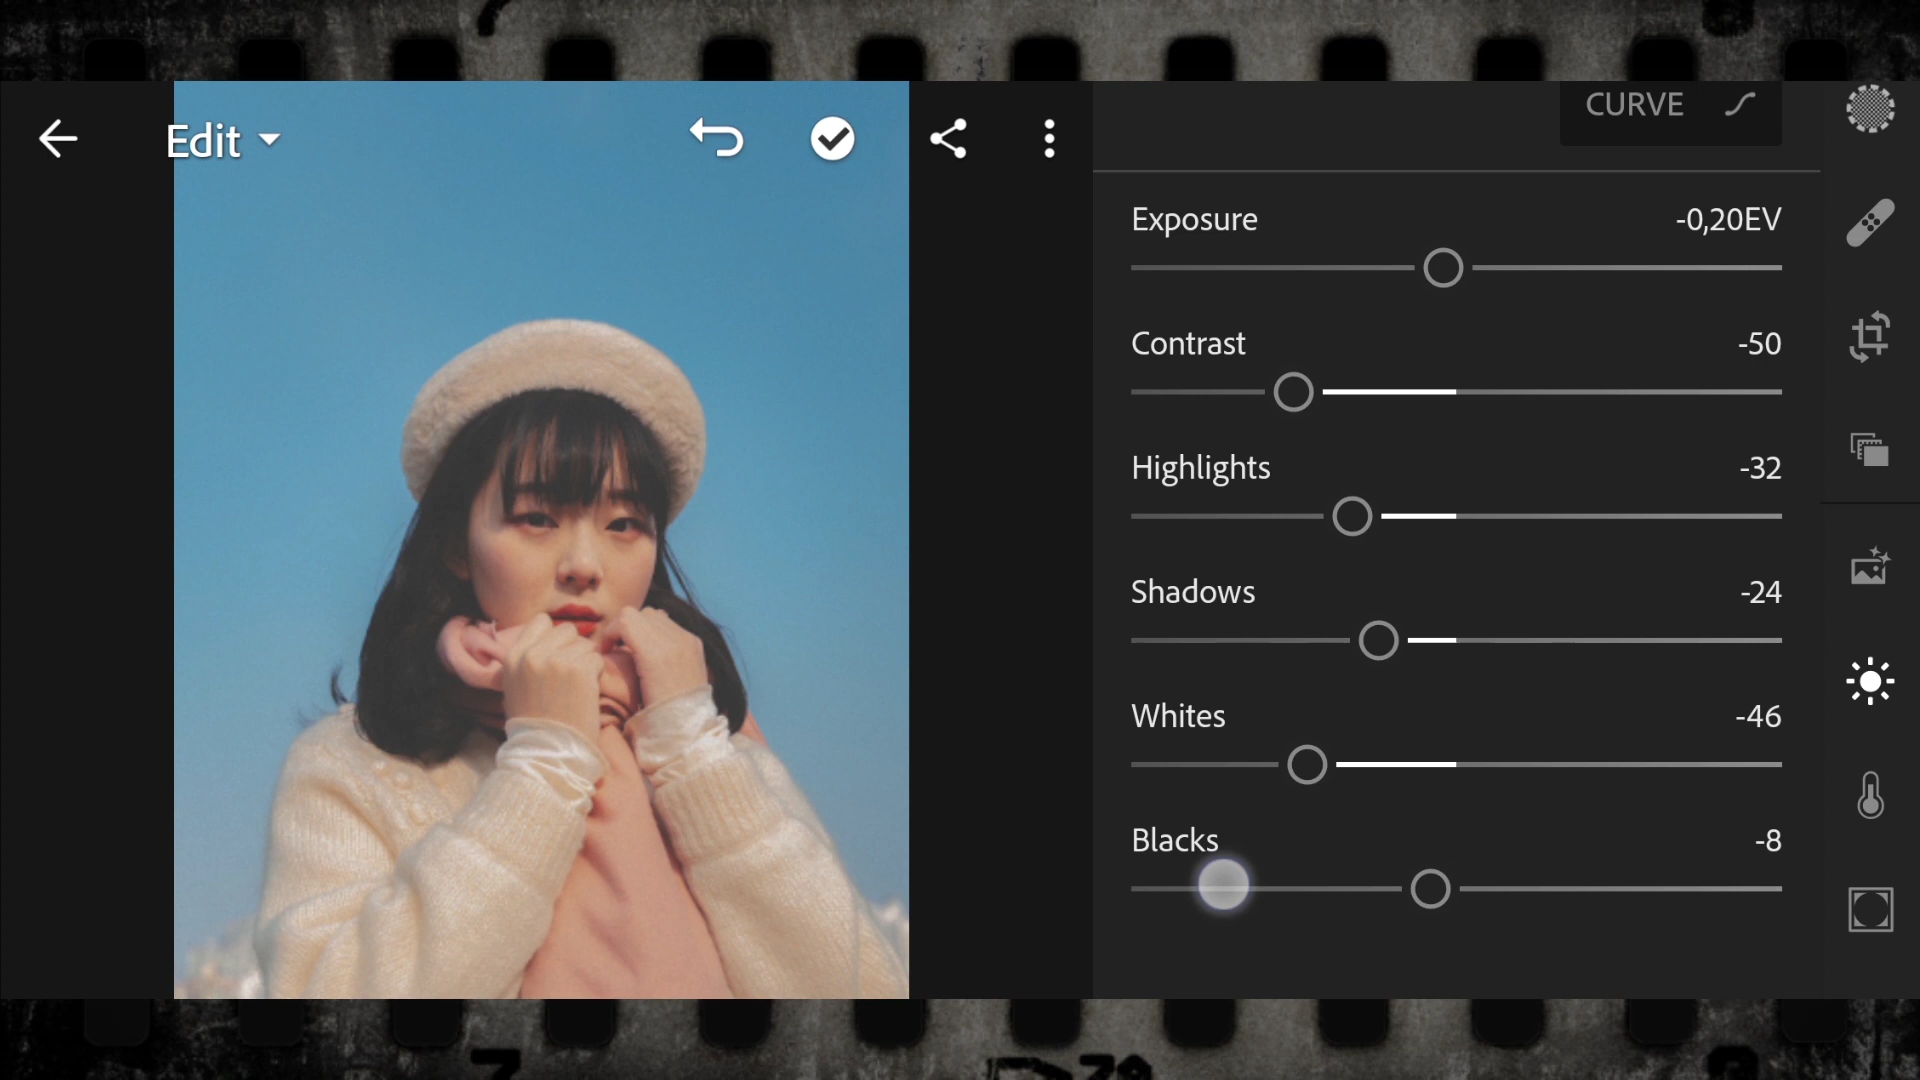 Edit
CURVE
Exposure -0,20EV
Contrast -50
Highlights -32
Shadows -24
Whites -46
Blacks -8